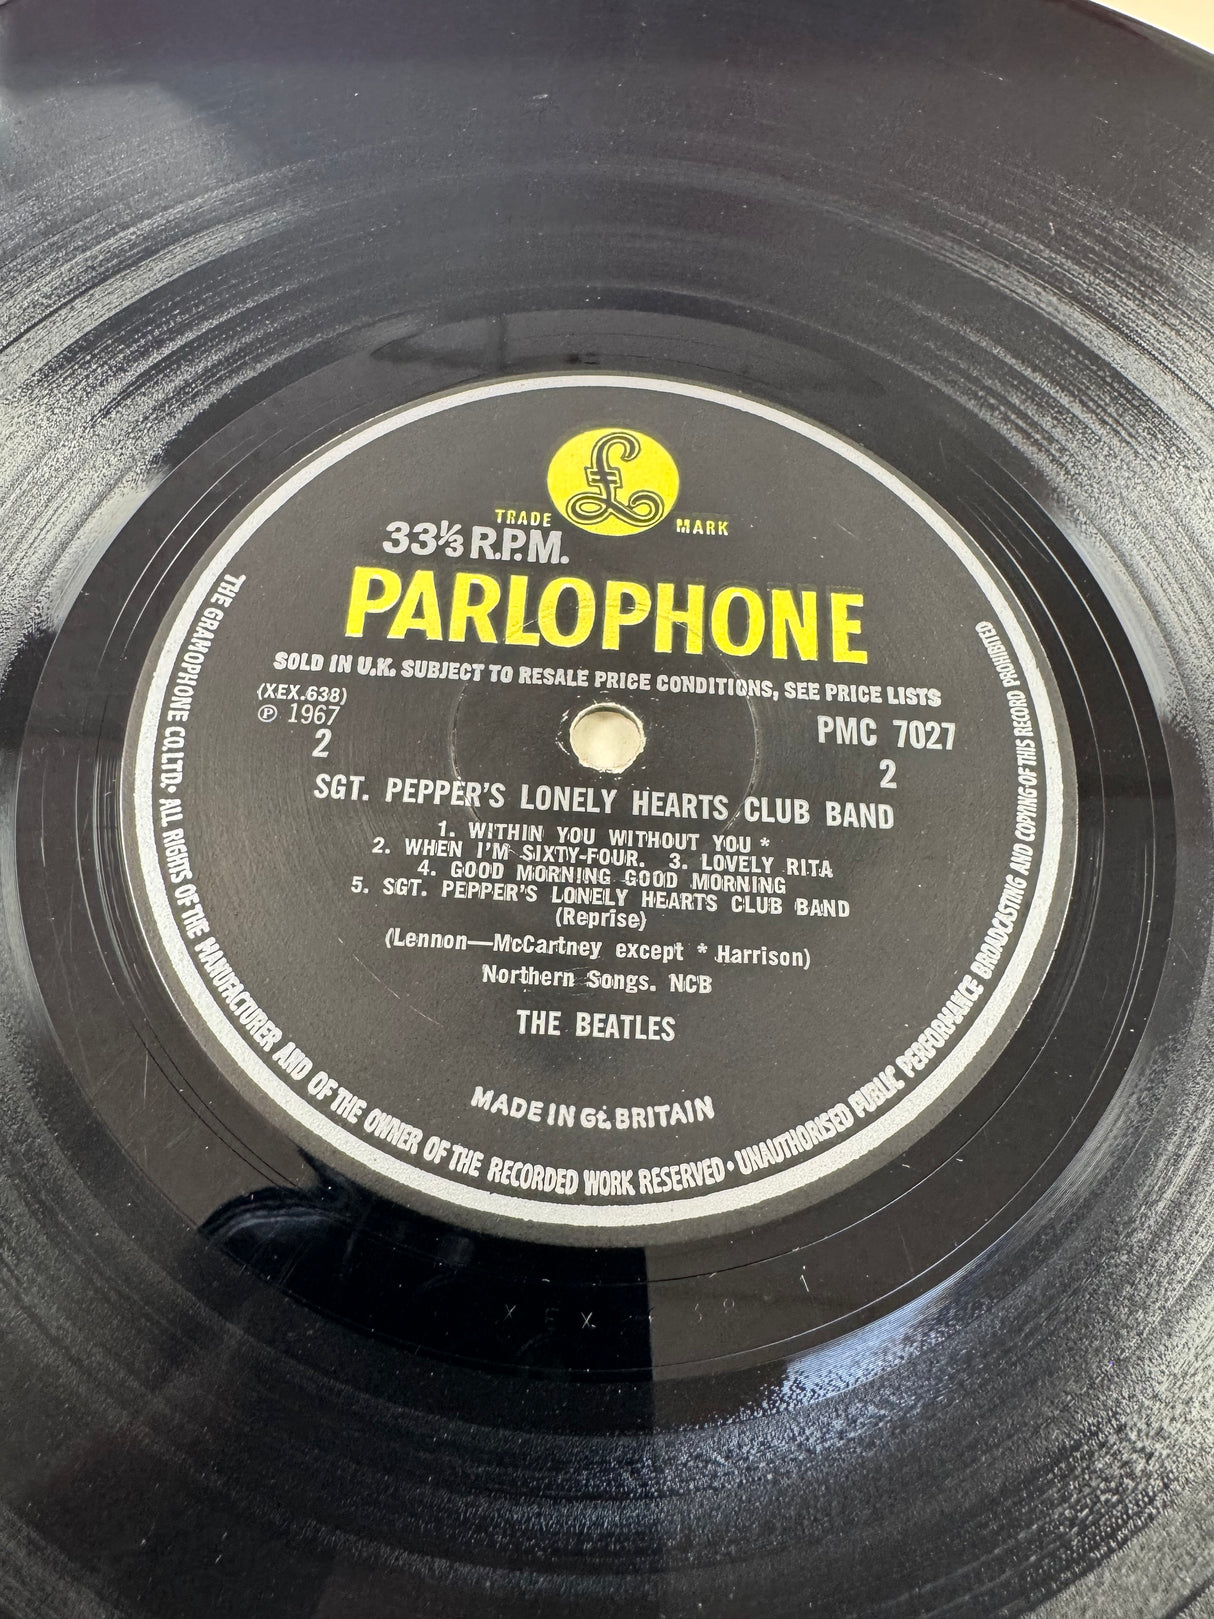 TRADE MARK
33⅓ R.P.M.
PARLOPHONE
SOLD IN U.K. SUBJECT TO RESALE PRICE CONDITIONS, SEE PRICE LISTS
(XEX.638)
℗ 1967
2
PMC 7027
2
SGT. PEPPER'S LONELY HEARTS CLUB BAND
1. WITHIN YOU WITHOUT YOU *
2. WHEN I'M SIXTY-FOUR. 3. LOVELY RITA
4. GOOD MORNING GOOD MORNING
5. SGT. PEPPER'S LONELY HEARTS CLUB BAND
(Reprise)
(Lennon—McCartney except * Harrison)
Northern Songs. NCB
THE BEATLES
MADE IN Gt. BRITAIN
THE GRAMOPHONE CO. LTD. ALL RIGHTS OF THE MANUFACTURER AND OF THE OWNER OF THE RECORDED WORK RESERVED • UNAUTHORISED PUBLIC PERFORMANCE BROADCASTING AND COPYING OF THIS RECORD PROHIBITED
XEX